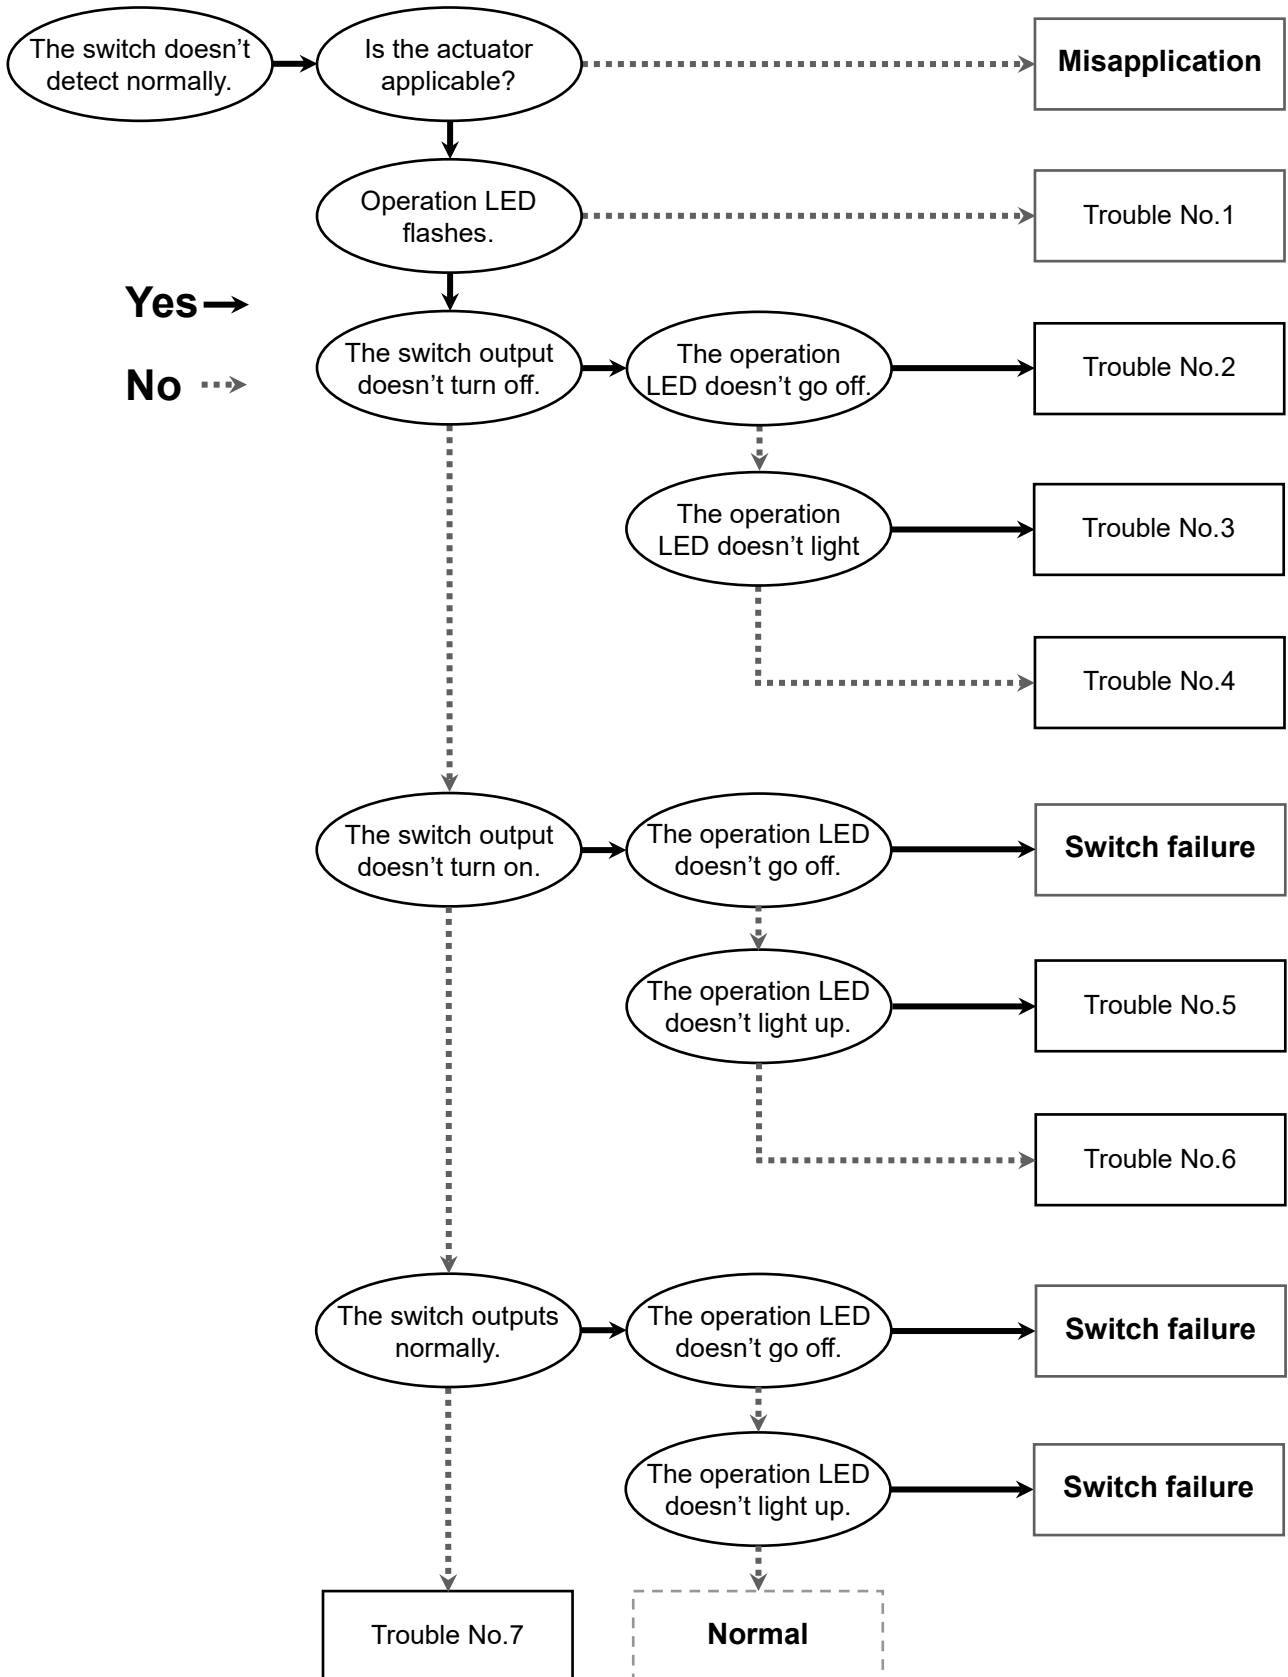 The switch doesn’t
detect normally.
Is the actuator
applicable?
Misapplication
Operation LED
flashes.
Trouble No.1
Yes
No
The switch output
doesn’t turn off.
The operation
LED doesn’t go off.
Trouble No.2
The operation
LED doesn’t light
Trouble No.3
Trouble No.4
The switch output
doesn’t turn on.
The operation LED
doesn’t go off.
Switch failure
The operation LED
doesn’t light up.
Trouble No.5
Trouble No.6
The switch outputs
normally.
The operation LED
doesn’t go off.
Switch failure
The operation LED
doesn’t light up.
Switch failure
Trouble No.7
Normal